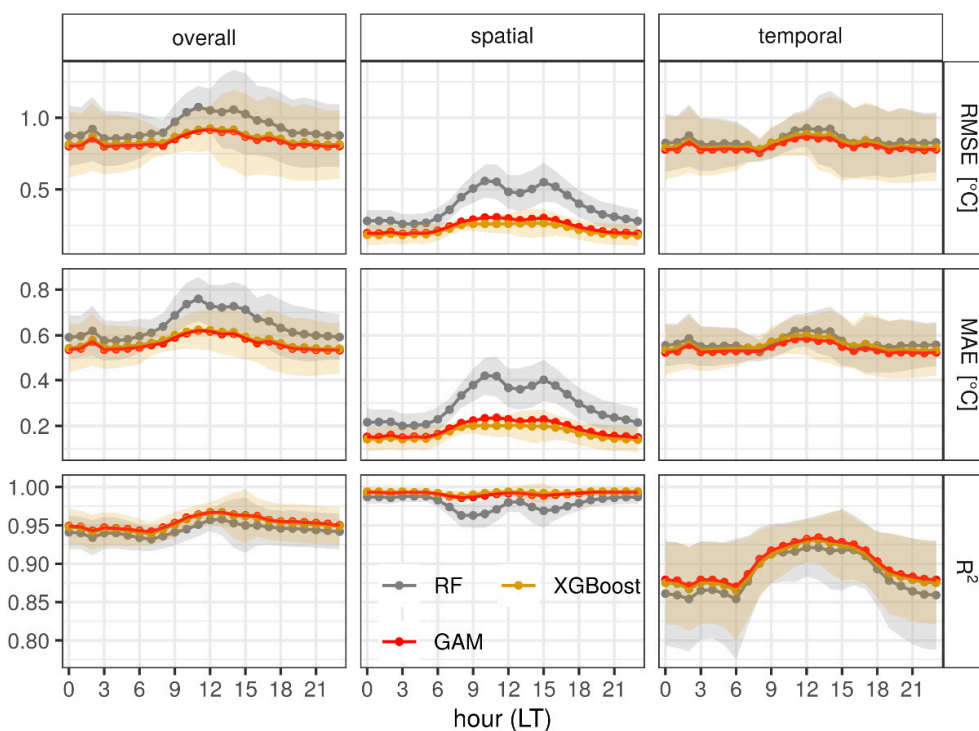 overall spatial temporal
1.0
0.5
RMSE [°C]
0.8
0.6
0.4
0.2
MAE [°C]
1.00
0.95
0.90
0.85
0.80
R²
RF XGBoost
GAM
0 3 6 9 12 15 18 21 0 3 6 9 12 15 18 21 0 3 6 9 12 15 18 21
hour (LT)